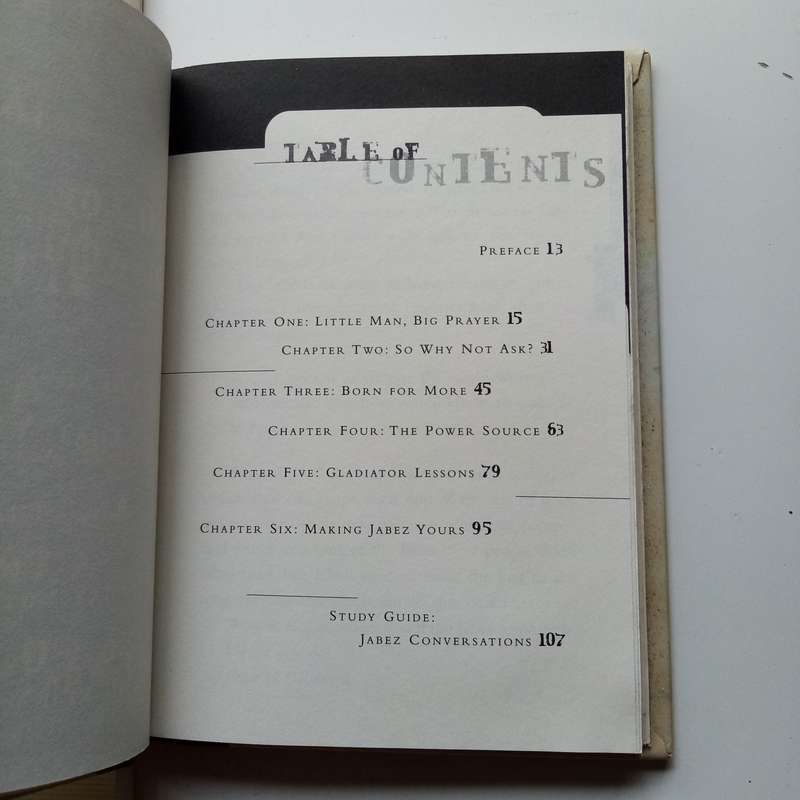 TABLE OF
CONTENTS
PREFACE 13
CHAPTER ONE: LITTLE MAN, BIG PRAYER 15
CHAPTER TWO: SO WHY NOT ASK? 31
CHAPTER THREE: BORN FOR MORE 45
CHAPTER FOUR: THE POWER SOURCE 63
CHAPTER FIVE: GLADIATOR LESSONS 79
CHAPTER SIX: MAKING JABEZ YOURS 95
STUDY GUIDE:
JABEZ CONVERSATIONS 107